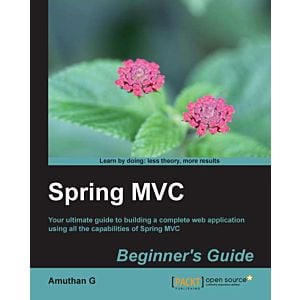 Learn by doing: less theory, more results
Spring MVC
Your ultimate guide to building a complete web application
using all the capabilities of Spring MVC
Beginner's Guide
Amuthan G
[PACKT]
PUBLISHING
open source